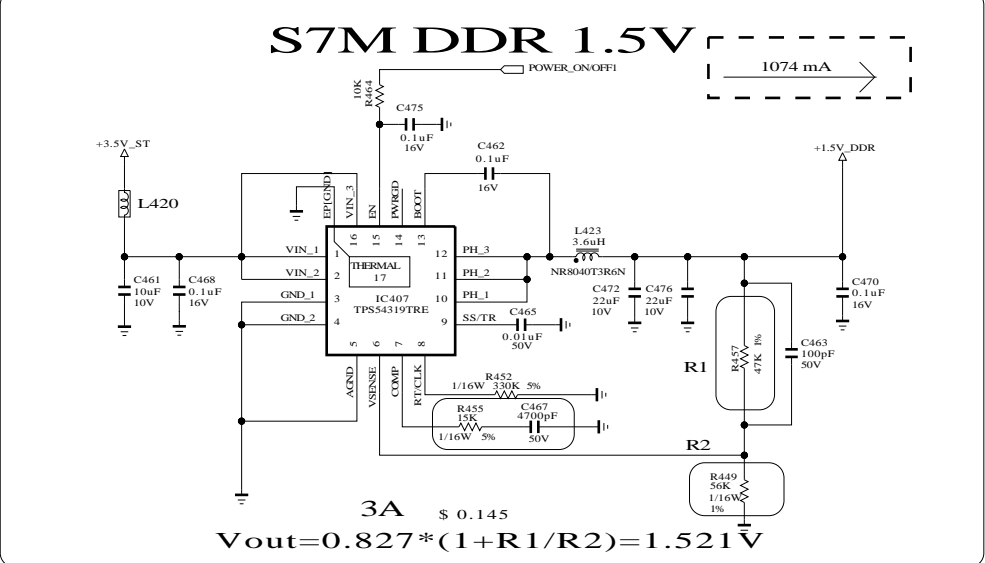 S7M DDR 1.5V
1074 mA
POWER_ON/OFF1
10K
R464
C475
0.1uF
16V
C462
0.1uF
16V
+3.5V_ST
+1.5V_DDR
L420
EP[GND]
VIN_3
EN
PWRGD
BOOT
16
15
14
13
VIN_1
1
VIN_2
2
GND_1
3
GND_2
4
THERMAL
17
IC407
TPS54319TRE
12
PH_3
11
PH_2
10
PH_1
9
SS/TR
5
6
7
8
AGND
VSENSE
COMP
RT/CLK
L423
3.6uH
NR8040T3R6N
C461
10uF
10V
C468
0.1uF
16V
C465
0.01uF
50V
C472
22uF
10V
C476
22uF
10V
C470
0.1uF
16V
R1
R457
47K 1%
C463
100pF
50V
R452
1/16W 330K 5%
R455
15K
1/16W 5%
C467
4700pF
50V
R2
R449
56K
1/16W
1%
3A
$ 0.145
Vout=0.827*(1+R1/R2)=1.521V